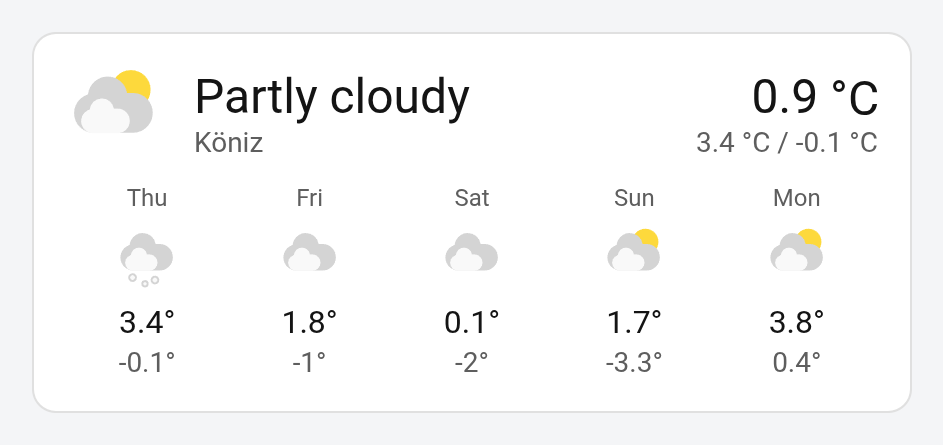 Partly cloudy 0.9 °C
Köniz 3.4 °C / -0.1 °C
Thu Fri Sat Sun Mon
3.4° 1.8° 0.1° 1.7° 3.8°
-0.1° -1° -2° -3.3° 0.4°